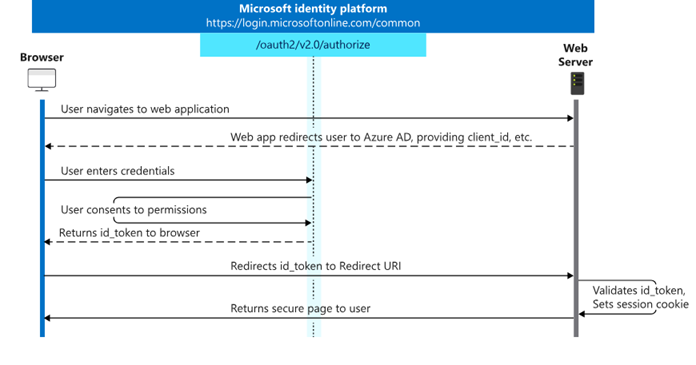 Microsoft identity platform
https://login.microsoftonline.com/common
/oauth2/v2.0/authorize
Browser
Web
Server
User navigates to web application
Web app redirects user to Azure AD, providing client_id, etc.
User enters credentials
User consents to permissions
Returns id_token to browser
Redirects id_token to Redirect URI
Validates id_token,
Sets session cookie
Returns secure page to user